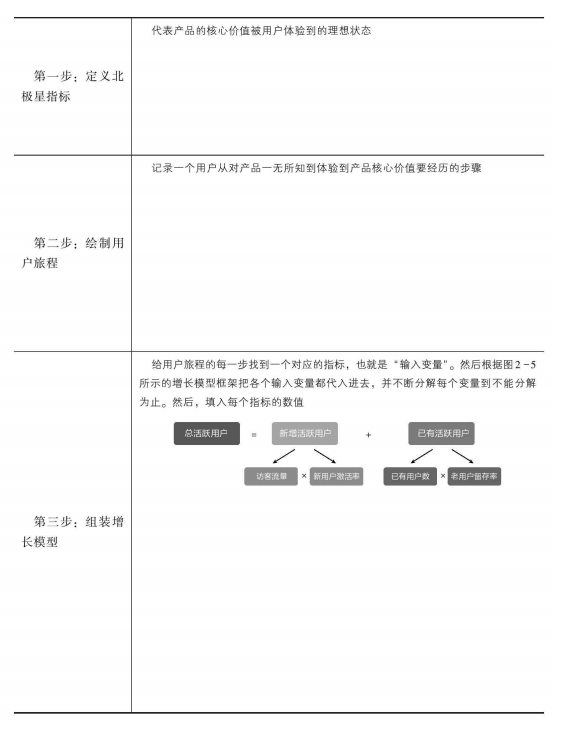 代表产品的核心价值被用户体验到的理想状态
第一步：定义北
极星指标
记录一个用户从对产品一无所知到体验到产品核心价值要经历的步骤
第二步：绘制用
户旅程
给用户旅程的每一步找到一个对应的指标，也就是“输入变量”。然后根据图2-5
所示的增长模型框架把各个输入变量都代入进去，并不断分解每个变量到不能分解
为止。然后，填入每个指标的数值
总活跃用户 = 新增活跃用户 + 已有活跃用户
访客流量 × 新用户激活率 已有用户数 × 老用户留存率
第三步：组装增
长模型